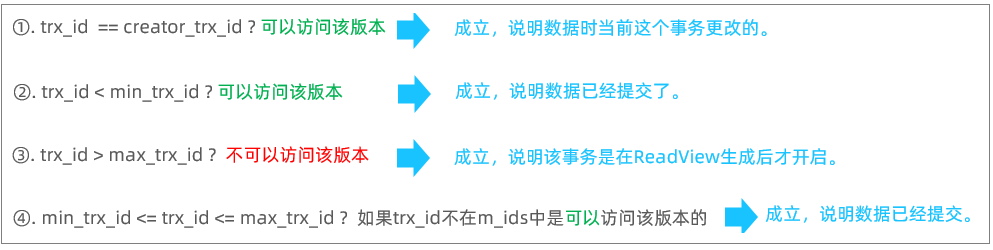 ①. trx_id == creator_trx_id ? 可以访问该版本 成立，说明数据时当前这个事务更改的。
②. trx_id < min_trx_id ? 可以访问该版本 成立，说明数据已经提交了。
③. trx_id > max_trx_id ? 不可以访问该版本 成立，说明该事务是在ReadView生成后才开启。
④. min_trx_id <= trx_id <= max_trx_id ? 如果trx_id不在m_ids中是可以访问该版本的 成立，说明数据已经提交。